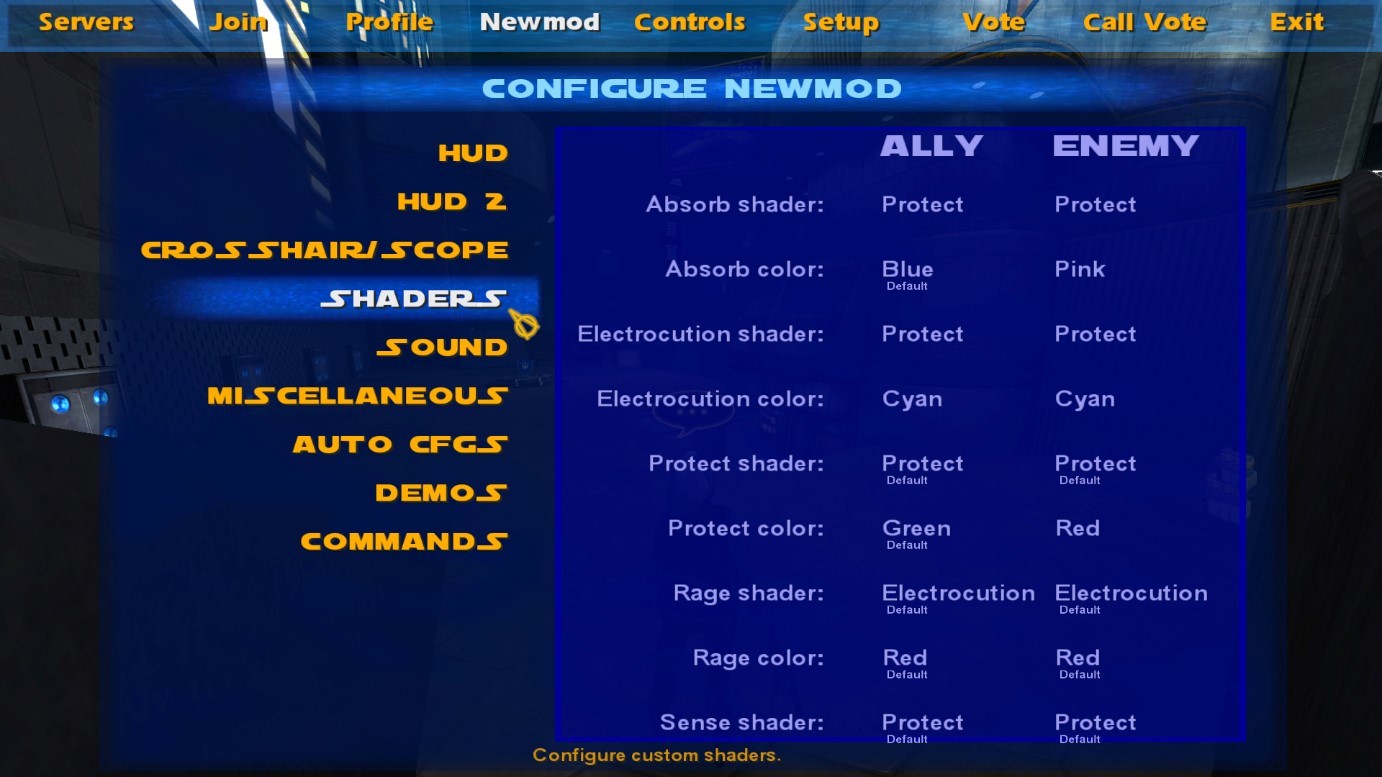 Servers Join Profile Newmod Controls Setup Vote Call Vote Exit
CONFIGURE NEWMOD
HUD
HUD 2
CROSSHAIR/SCOPE
SHADERS
SOUND
MISCELLANEOUS
AUTO CFGS
DEMOS
COMMANDS
ALLY ENEMY
Absorb shader: Protect Protect
Absorb color: Blue Pink
Default
Electrocution shader: Protect Protect
Electrocution color: Cyan Cyan
Protect shader: Protect Protect
Default Default
Protect color: Green Red
Default
Rage shader: Electrocution Electrocution
Default Default
Rage color: Red Red
Default Default
Sense shader: Protect Protect
Default Default
Configure custom shaders.